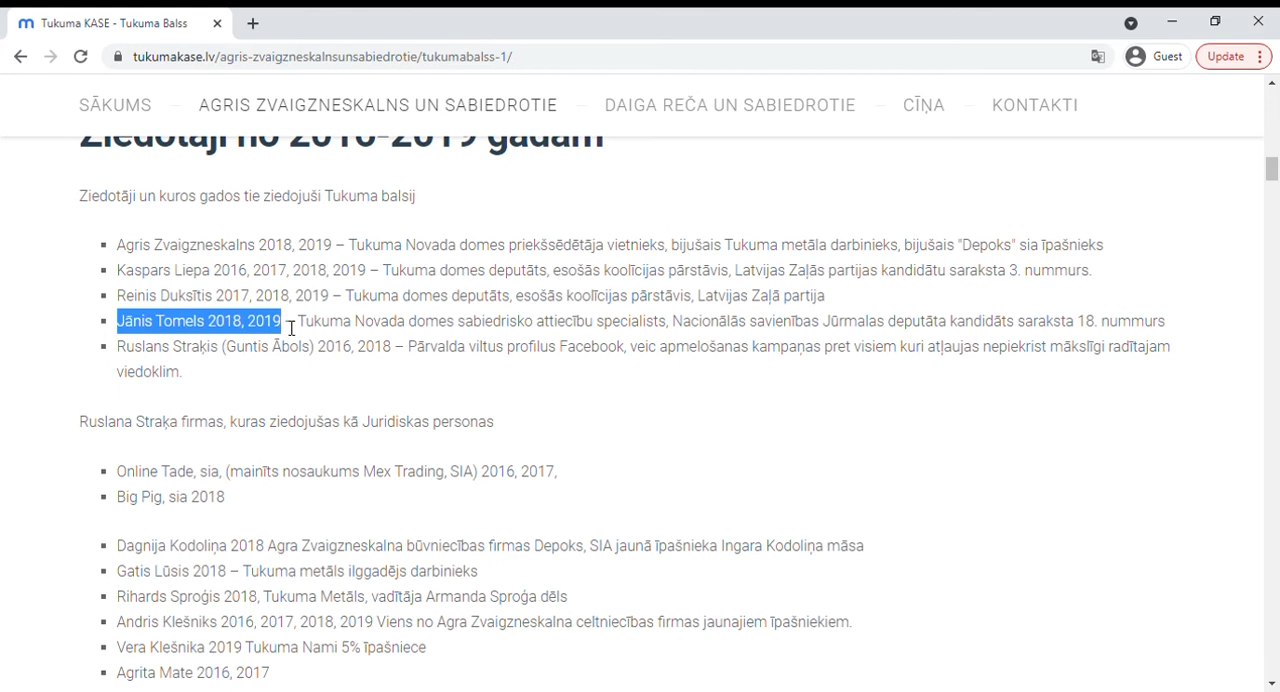 Tukuma KASE - Tukuma Balss
tukumakase.lv/agris-zvaigzneskalnsunsabiedrotie/tukumabalss-1/
Guest
Update
SĀKUMS
AGRIS ZVAIGZNESKALNS UN SABIEDROTIE
DAIGA REČA UN SABIEDROTIE
CĪŅA
KONTAKTI
Ziedotāji no 2016-2019 gadam
Ziedotāji un kuros gados tie ziedojuši Tukuma balsij
Agris Zvaigzneskalns 2018, 2019 – Tukuma Novada domes priekšsēdētāja vietnieks, bijušais Tukuma metāla darbinieks, bijušais "Depoks" sia īpašnieks
Kaspars Liepa 2016, 2017, 2018, 2019 – Tukuma domes deputāts, esošās koolīcijas pārstāvis, Latvijas Zaļās partijas kandidātu saraksta 3. nummurs.
Reinis Duksītis 2017, 2018, 2019 – Tukuma domes deputāts, esošās koolīcijas pārstāvis, Latvijas Zaļā partija
Jānis Tomels 2018, 2019 – Tukuma Novada domes sabiedrisko attiecību specialists, Nacionālās savienības Jūrmalas deputāta kandidāts saraksta 18. nummurs
Ruslans Straķis (Guntis Ābols) 2016, 2018 – Pārvalda viltus profilus Facebook, veic apmelošanas kampaņas pret visiem kuri atļaujas nepiekrist mākslīgi radītajam
viedoklim.
Ruslana Straķa firmas, kuras ziedojušas kā Juridiskas personas
Online Tade, sia, (mainīts nosaukums Mex Trading, SIA) 2016, 2017,
Big Pig, sia 2018
Dagnija Kodoliņa 2018 Agra Zvaigzneskalna būvniecības firmas Depoks, SIA jaunā īpašnieka Ingara Kodoliņa māsa
Gatis Lūsis 2018 – Tukuma metāls ilggadējs darbinieks
Rihards Sproģis 2018, Tukuma Metāls, vadītāja Armanda Sproģa dēls
Andris Klešniks 2016, 2017, 2018, 2019 Viens no Agra Zvaigzneskalna celtniecības firmas jaunajiem īpašniekiem.
Vera Klešnika 2019 Tukuma Nami 5% īpašniece
Agrita Mate 2016, 2017